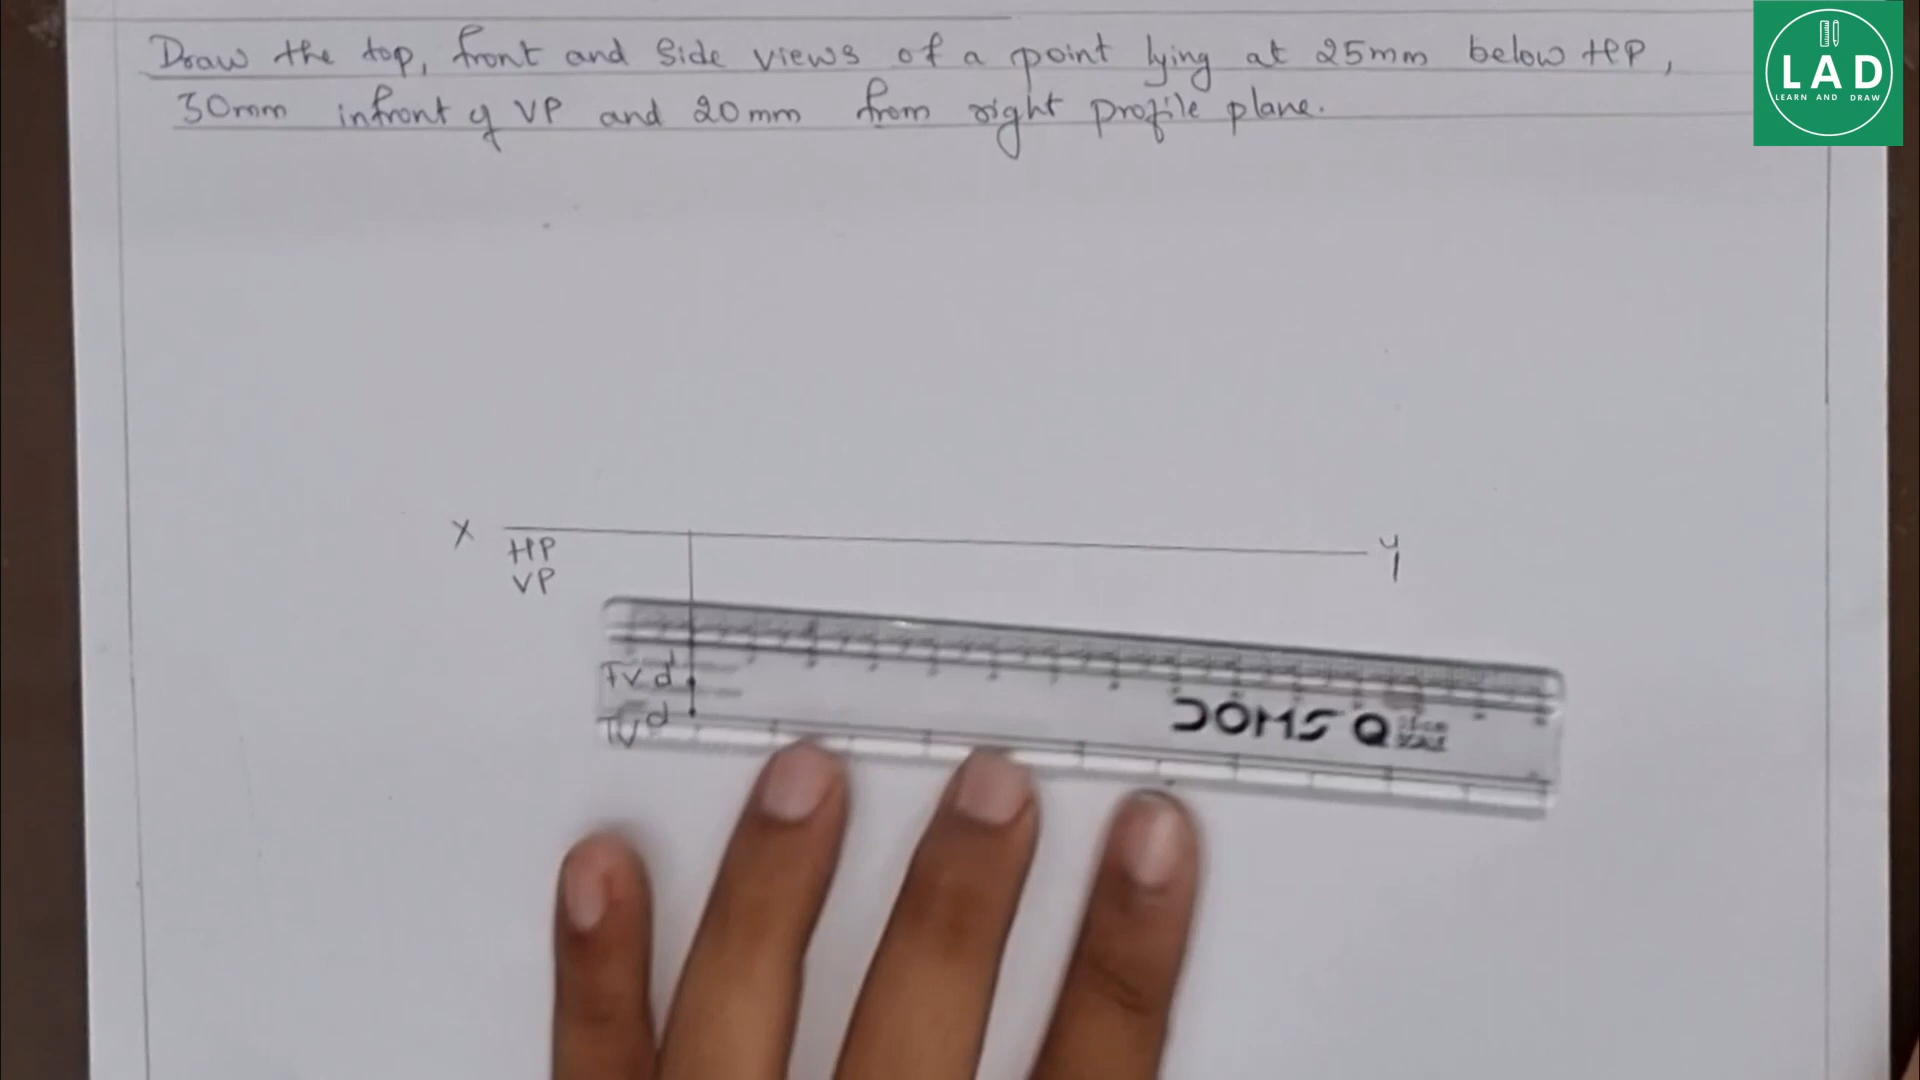 Draw the top, front and side views of a point lying at 25mm below HP,
30mm infront of VP and 20mm from right profile plane.
LAD
LEARN AND DRAW
X
Y
HP
VP
FV d'
TV d
DOMS Q